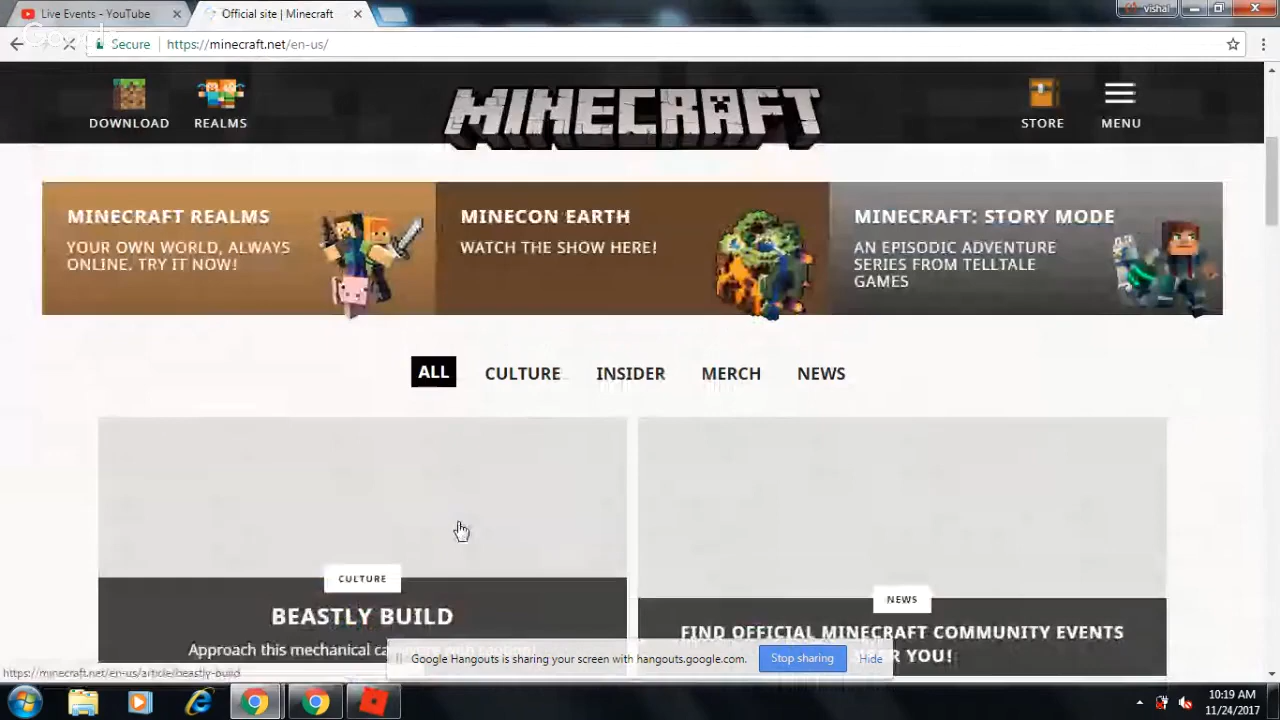 Live Events - YouTube
Official site | Minecraft
vishal
Google
Secure
https://minecraft.net/en-us/
DOWNLOAD
REALMS
MINECRAFT
STORE
MENU
MINECRAFT REALMS
YOUR OWN WORLD, ALWAYS
ONLINE. TRY IT NOW!
MINECON EARTH
WATCH THE SHOW HERE!
MINECRAFT: STORY MODE
AN EPISODIC ADVENTURE
SERIES FROM TELLTALE
GAMES
ALL
CULTURE
INSIDER
MERCH
NEWS
CULTURE
BEASTLY BUILD
Approach this mechanical
NEWS
FIND OFFICIAL MINECRAFT COMMUNITY EVENTS
YOU!
Google Hangouts is sharing your screen with hangouts.google.com.
Stop sharing
Hide
https://minecraft.net/en-us/article/beastly-build
10:19 AM
11/24/2017